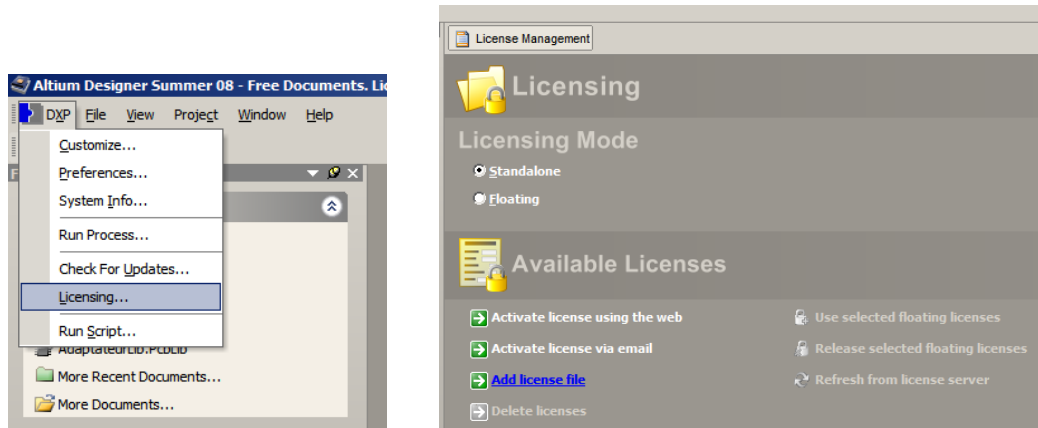 Altium Designer Summer 08 - Free Documents. Lic
DXP File View Project Window Help
Customize...
Preferences...
System Info...
Run Process...
Check For Updates...
Licensing...
Run Script...
AdaptateurLib.PcbLib
More Recent Documents...
More Documents...
License Management
Licensing
Licensing Mode
Standalone
Floating
Available Licenses
Activate license using the web
Use selected floating licenses
Activate license via email
Release selected floating licenses
Add license file
Refresh from license server
Delete licenses